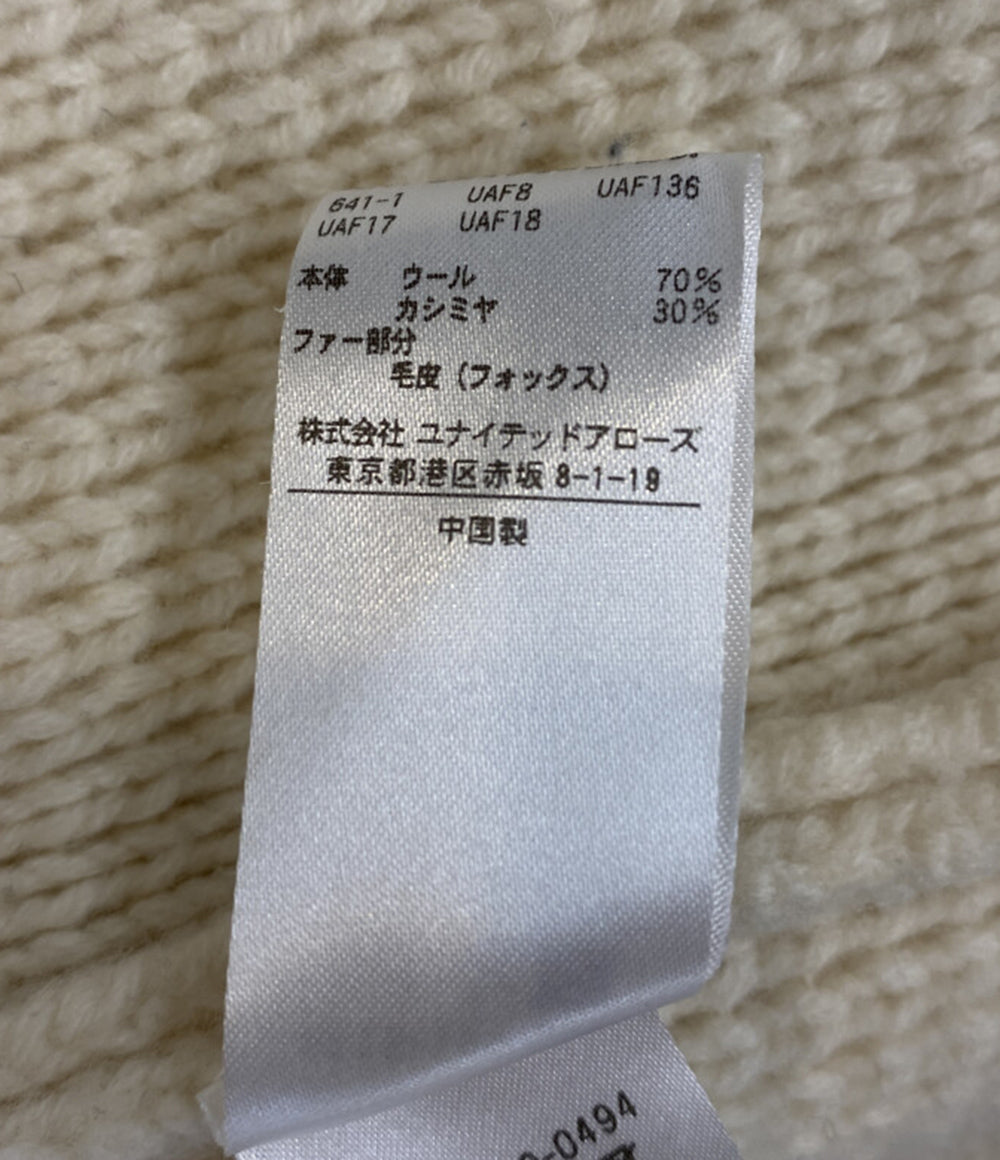 641-1 UAF8 UAF136
UAF17 UAF18
本体 ウール 70%
カシミヤ 30%
ファー部分
毛皮（フォックス）
株式会社 ユナイテッドアローズ
東京都港区赤坂 8-1-19
中国製
0-0494